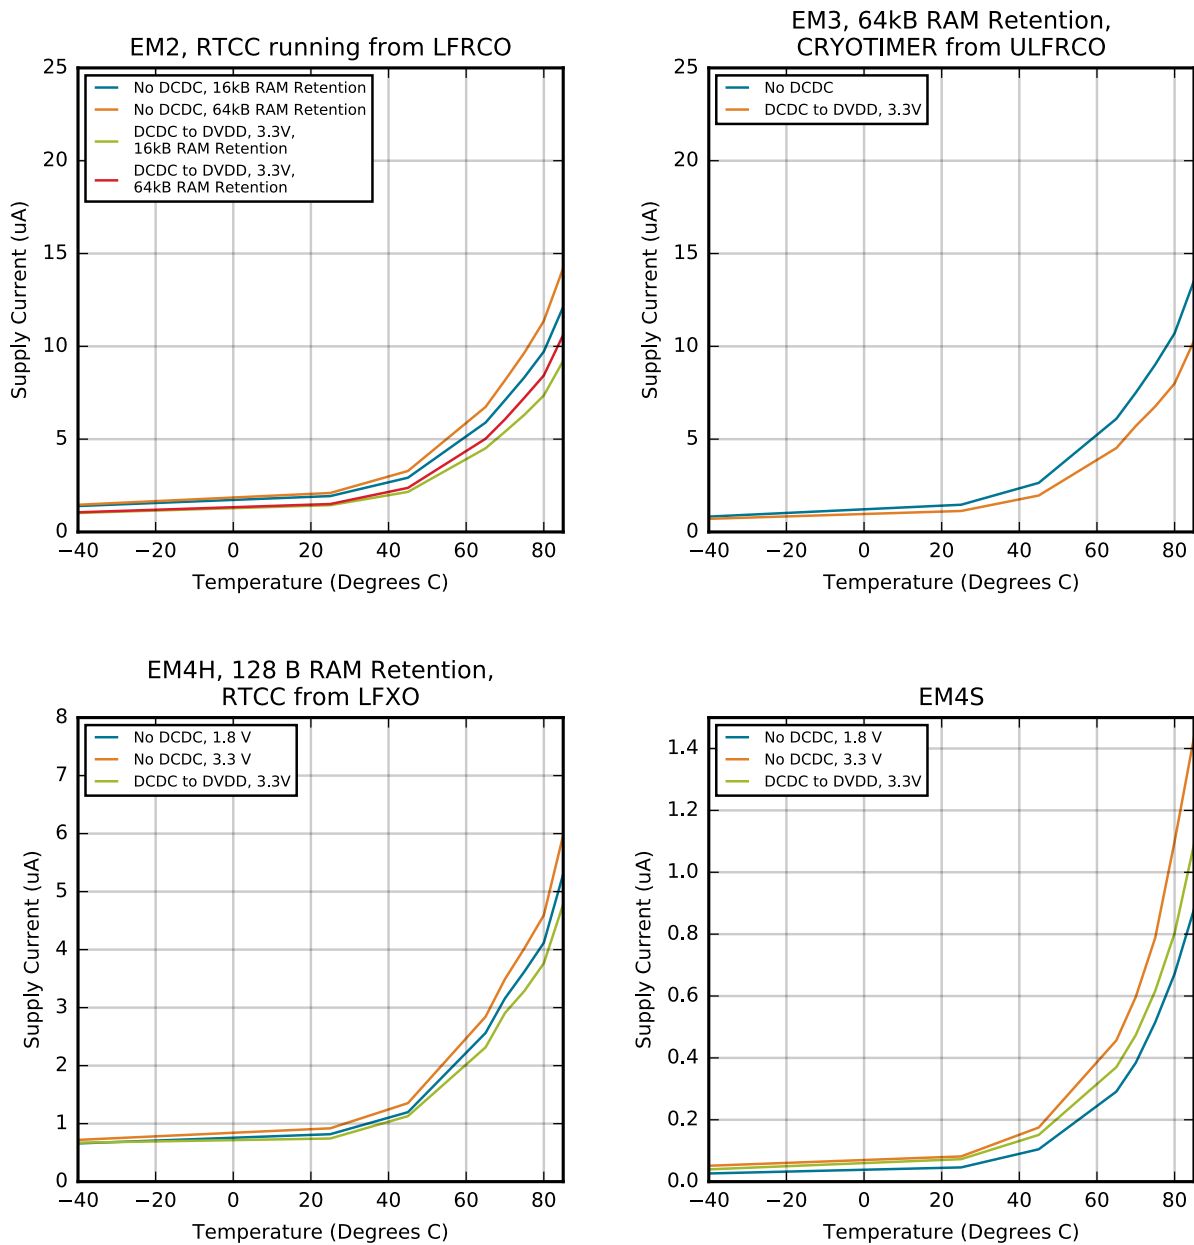 EM2, RTCC running from LFRCO
25
20
15
10
5
0
Supply Current (uA)
No DCDC, 16kB RAM Retention
No DCDC, 64kB RAM Retention
DCDC to DVDD, 3.3V,
16kB RAM Retention
DCDC to DVDD, 3.3V,
64kB RAM Retention
−40 −20 0 20 40 60 80
Temperature (Degrees C)
EM3, 64kB RAM Retention,
CRYOTIMER from ULFRCO
25
20
15
10
5
0
Supply Current (uA)
No DCDC
DCDC to DVDD, 3.3V
−40 −20 0 20 40 60 80
Temperature (Degrees C)
EM4H, 128 B RAM Retention,
RTCC from LFXO
8
7
6
5
4
3
2
1
0
Supply Current (uA)
No DCDC, 1.8 V
No DCDC, 3.3 V
DCDC to DVDD, 3.3V
−40 −20 0 20 40 60 80
Temperature (Degrees C)
EM4S
1.4
1.2
1.0
0.8
0.6
0.4
0.2
0.0
Supply Current (uA)
No DCDC, 1.8 V
No DCDC, 3.3 V
DCDC to DVDD, 3.3V
−40 −20 0 20 40 60 80
Temperature (Degrees C)